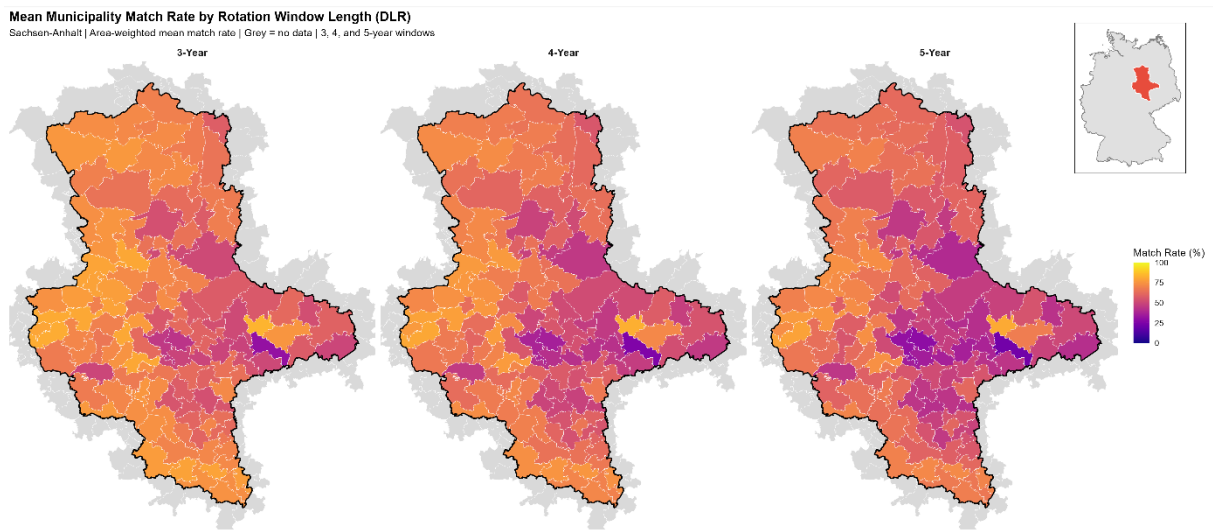 Mean Municipality Match Rate by Rotation Window Length (DLR)
Sachsen-Anhalt | Area-weighted mean match rate | Grey = no data | 3, 4, and 5-year windows
3-Year
4-Year
5-Year
Match Rate (%)
100
75
50
25
0